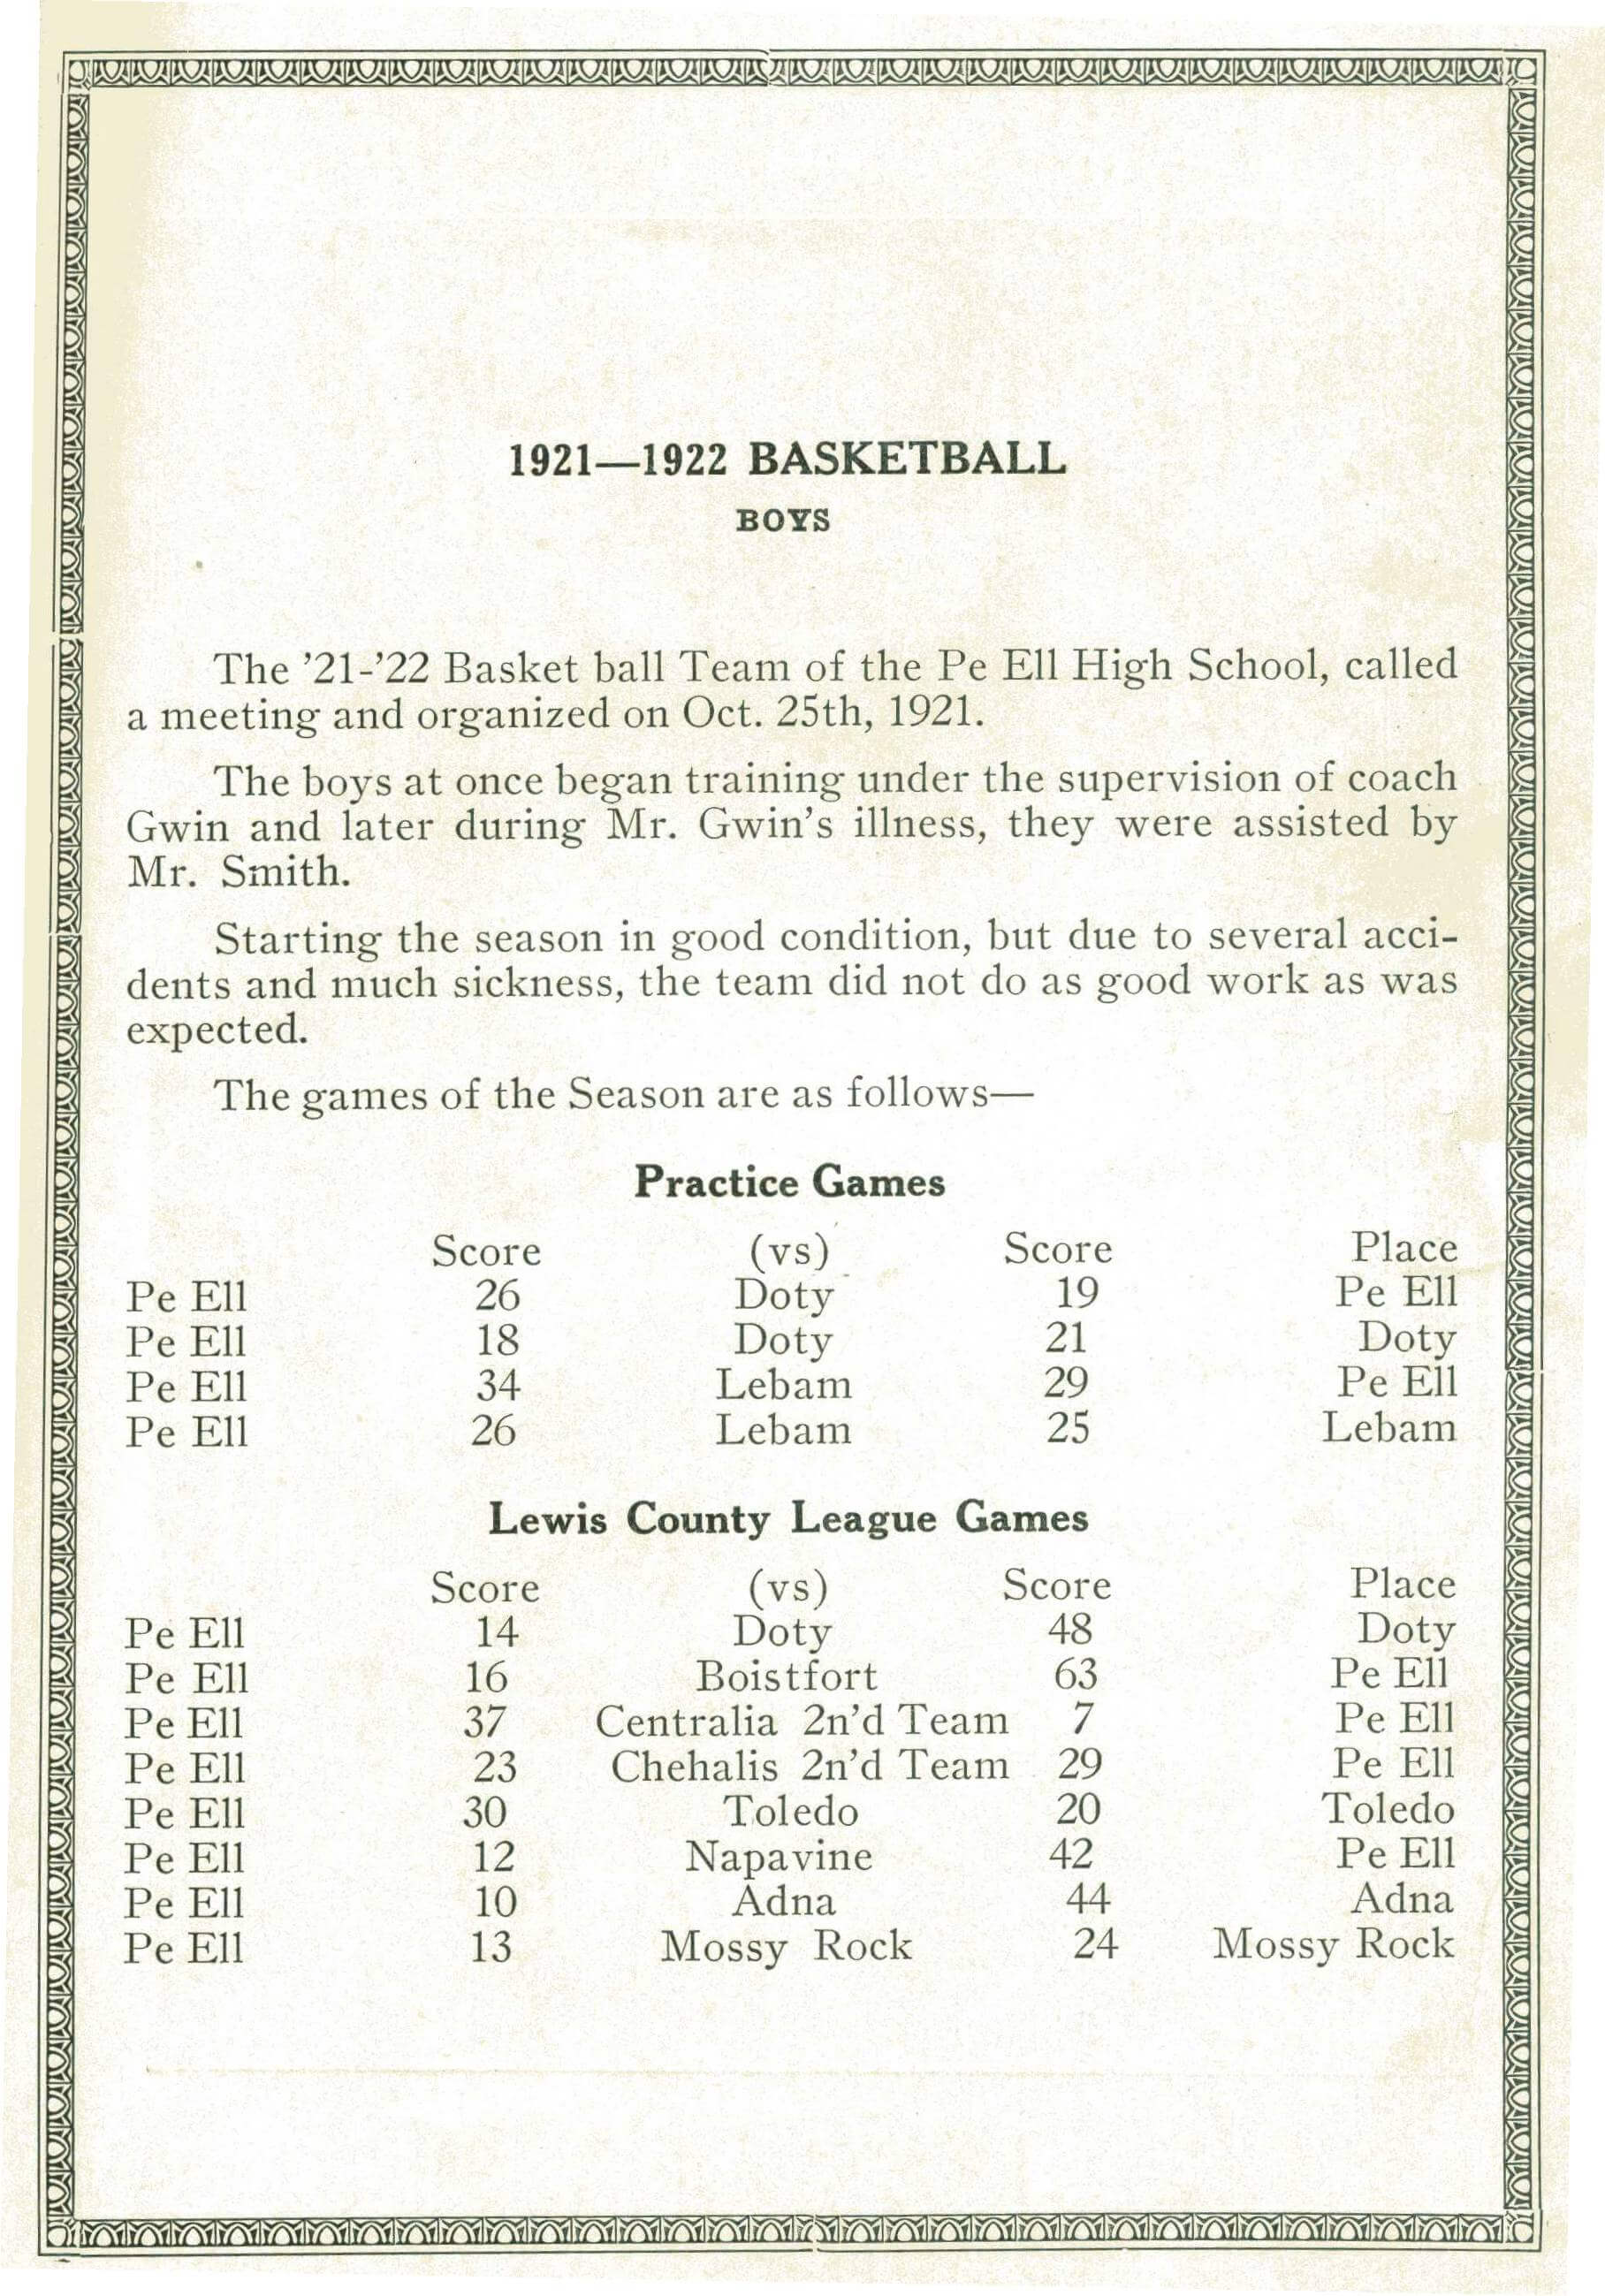 1921—1922 BASKETBALL
BOYS
The ’21-’22 Basket ball Team of the Pe Ell High School, called
a meeting and organized on Oct. 25th, 1921.
The boys at once began training under the supervision of coach
Gwin and later during Mr. Gwin’s illness, they were assisted by
Mr. Smith.
Starting the season in good condition, but due to several acci-
dents and much sickness, the team did not do as good work as was
expected.
The games of the Season are as follows—
Practice Games
Score (vs) Score Place
Pe Ell 26 Doty 19 Pe Ell
Pe Ell 18 Doty 21 Doty
Pe Ell 34 Lebam 29 Pe Ell
Pe Ell 26 Lebam 25 Lebam
Lewis County League Games
Score (vs) Score Place
Pe Ell 14 Doty 48 Doty
Pe Ell 16 Boistfort 63 Pe Ell
Pe Ell 37 Centralia 2n’d Team 7 Pe Ell
Pe Ell 23 Chehalis 2n’d Team 29 Pe Ell
Pe Ell 30 Toledo 20 Toledo
Pe Ell 12 Napavine 42 Pe Ell
Pe Ell 10 Adna 44 Adna
Pe Ell 13 Mossy Rock 24 Mossy Rock